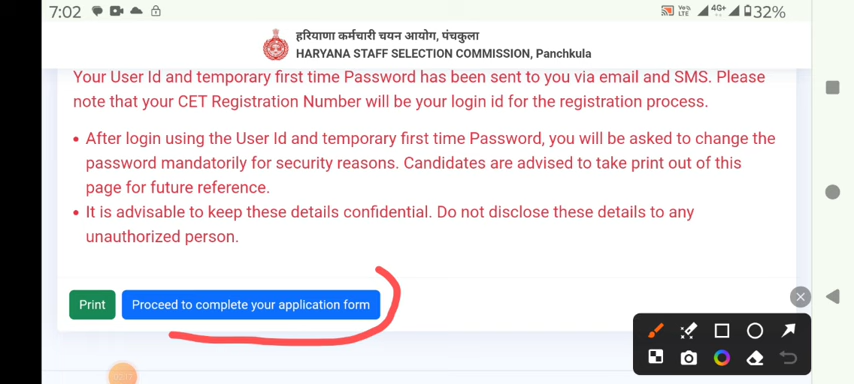 7:02
Vo))
LTE
4G+
32%
हरियाणा कर्मचारी चयन आयोग, पंचकुला
HARYANA STAFF SELECTION COMMISSION, Panchkula
Your User Id and temporary first time Password has been sent to you via email and SMS. Please
note that your CET Registration Number will be your login id for the registration process.
• After login using the User Id and temporary first time Password, you will be asked to change the
password mandatorily for security reasons. Candidates are advised to take print out of this
page for future reference.
• It is advisable to keep these details confidential. Do not disclose these details to any
unauthorized person.
Print
Proceed to complete your application form